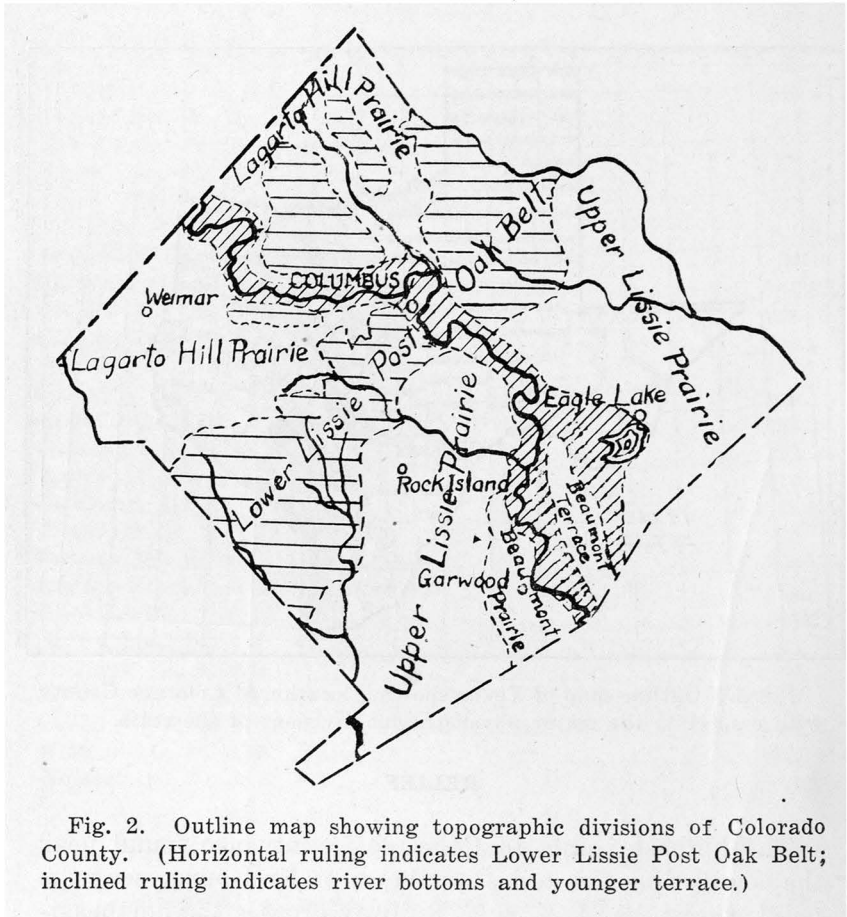 Lagarto Hill Prairie
Oak Belt
Upper Lissie Prairie
COLUMBUS
Weimar
Lagarto Hill Prairie
Post
Eagle Lake
Lower Lissie
Rock Island
Upper Lissie Prairie
Beaumont
Terrace
Garwood
Beaumont
Prairie
Fig. 2. Outline map showing topographic divisions of Colorado
County. (Horizontal ruling indicates Lower Lissie Post Oak Belt;
inclined ruling indicates river bottoms and younger terrace.)